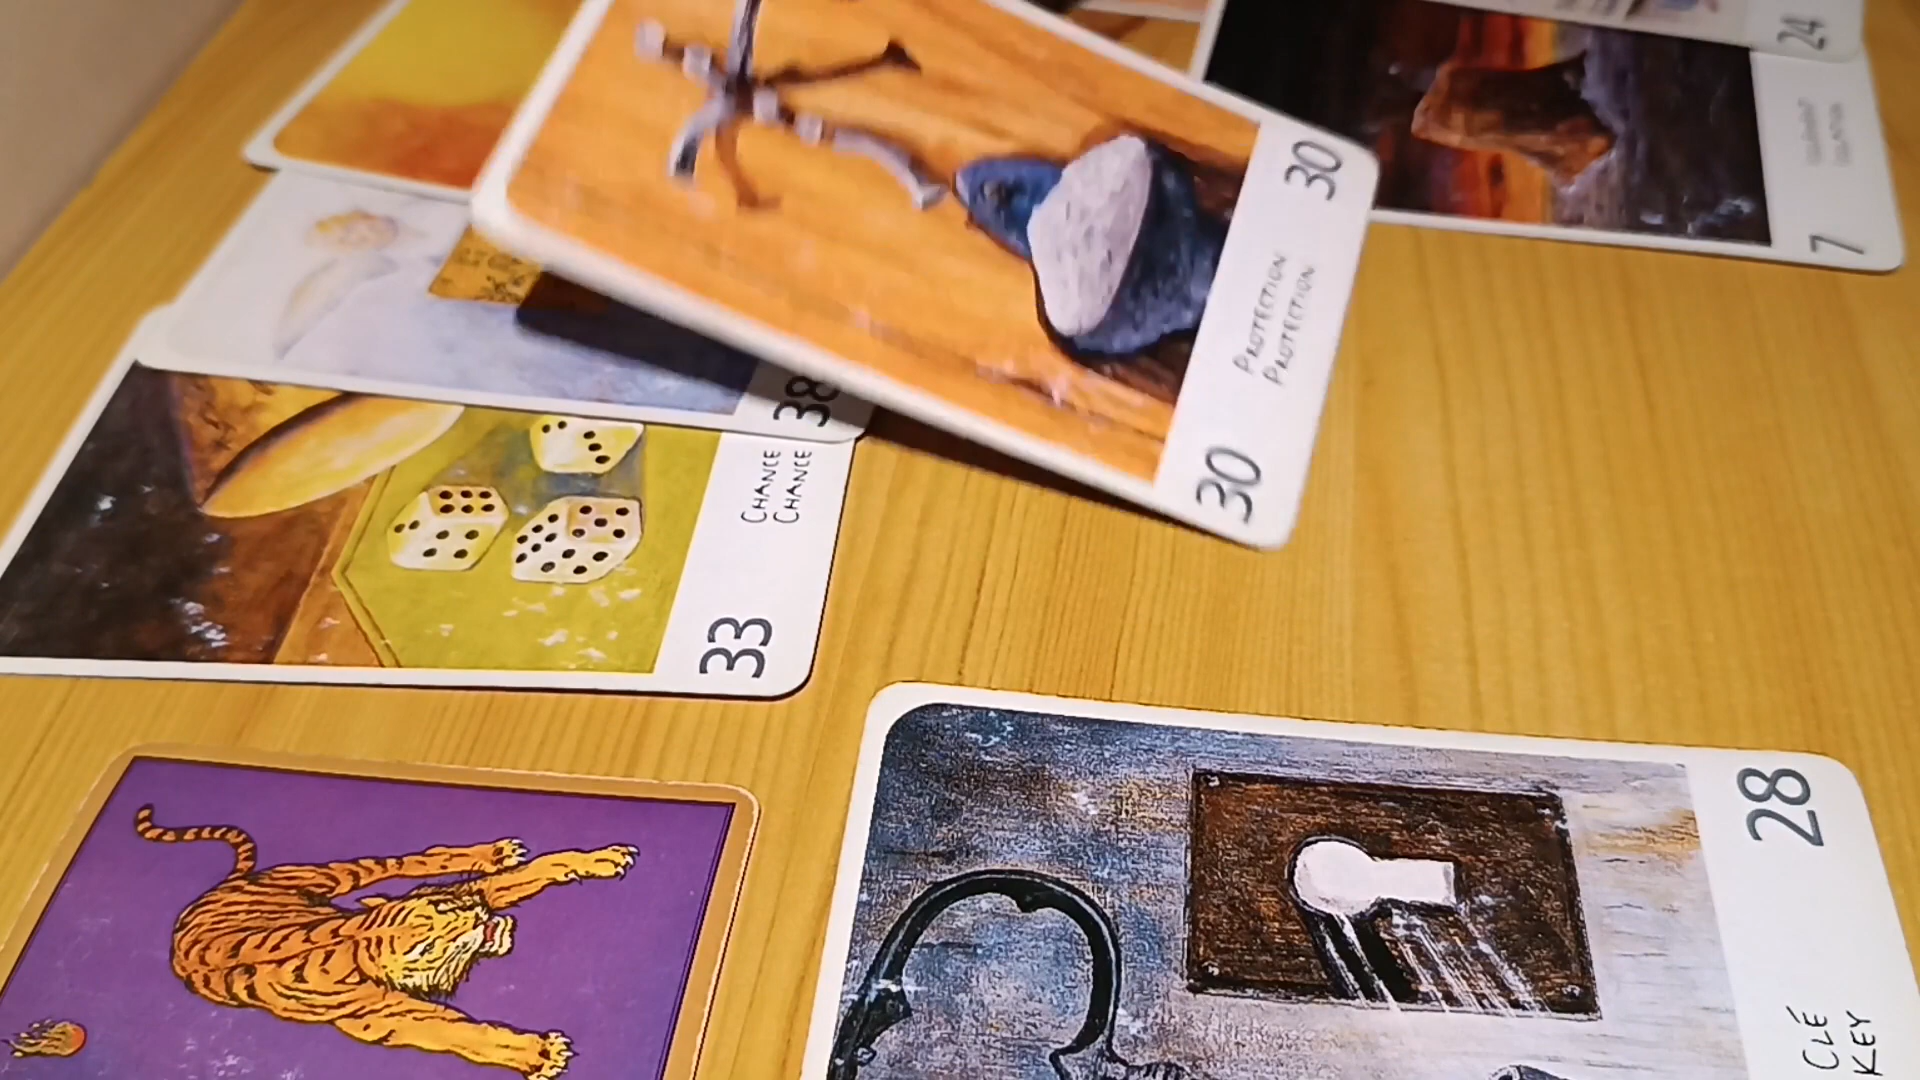 24
7
30
PROTECTION
PROTECTION
30
38
CHANCE
CHANCE
33
28
CLÉ
KEY